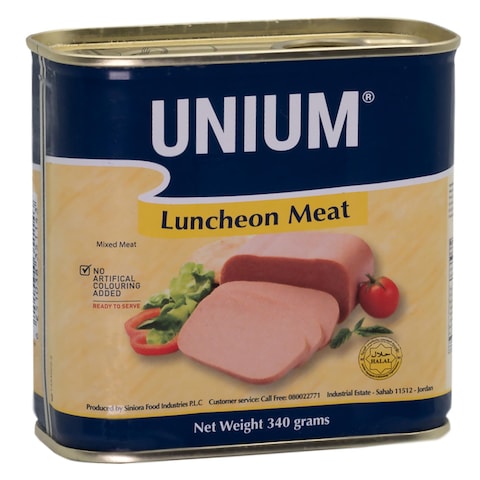 UNIUM®
Luncheon Meat
Mixed Meat
NO
ARTIFICAL
COLOURING
ADDED
READY TO SERVE
حلال
HALAL
Produced by Siniora Food Industries P.L.C Customer service: Call Free: 080022771 Industrial Estate - Sahab 11512 - Jordan
Net Weight 340 grams